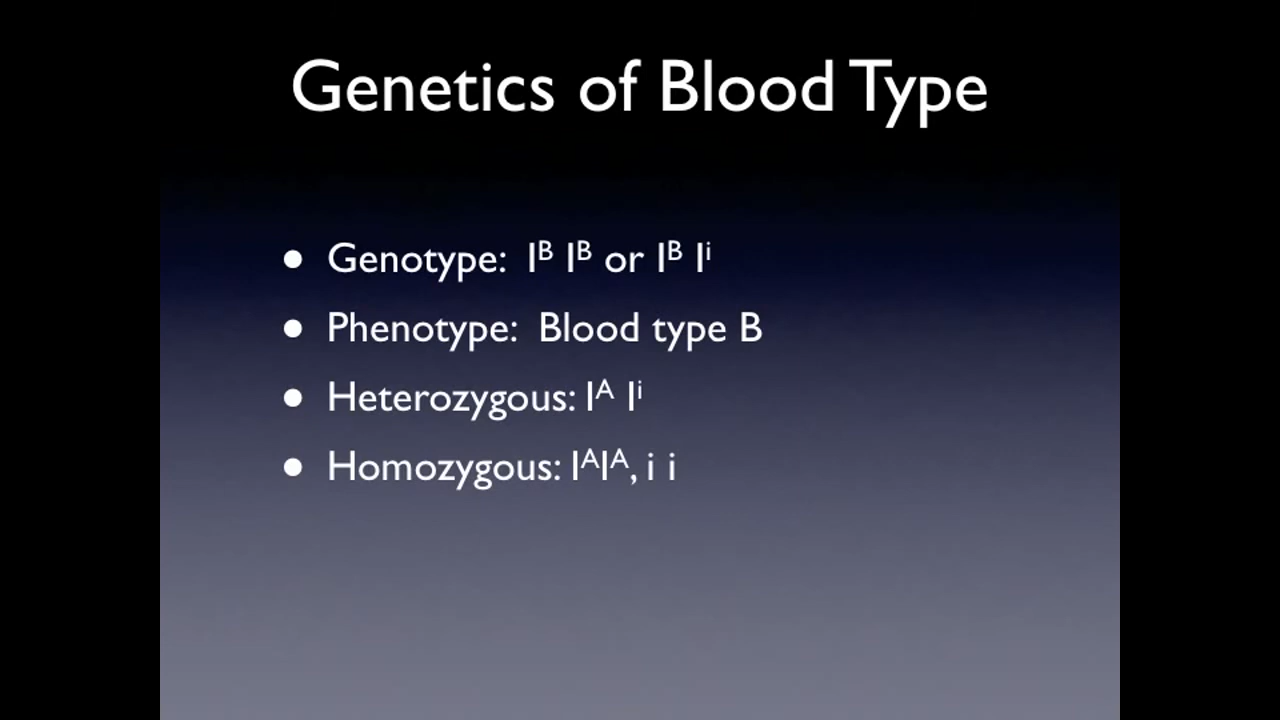 Genetics of Blood Type
• Genotype: Iᴮ Iᴮ or Iᴮ Iⁱ
• Phenotype: Blood type B
• Heterozygous: Iᴬ Iⁱ
• Homozygous: IᴬIᴬ, i i